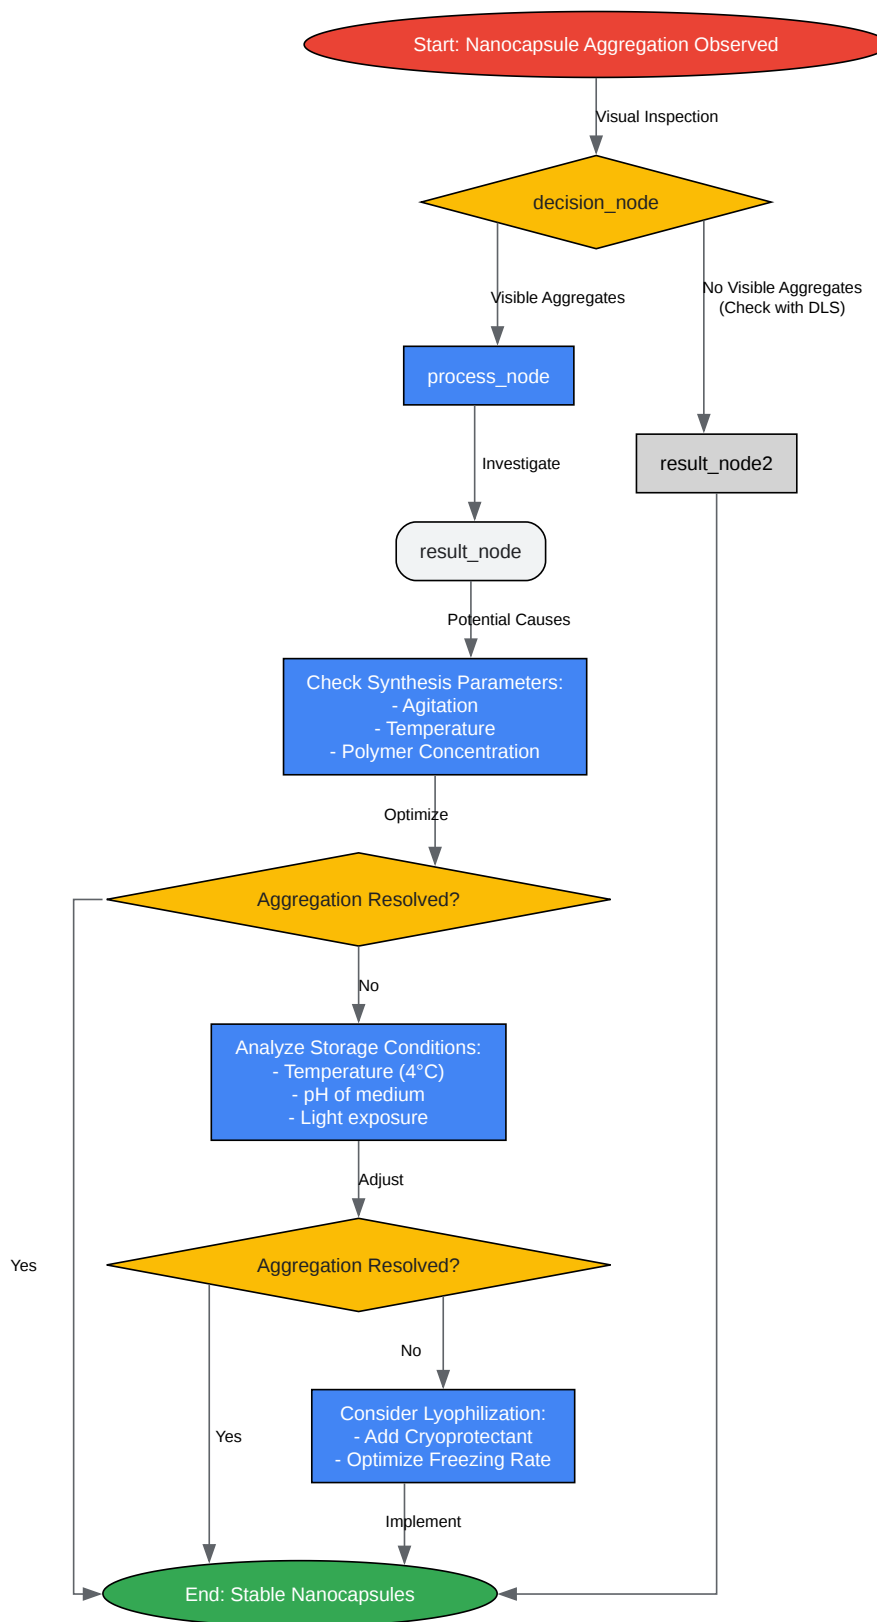 Start: Nanocapsule Aggregation Observed
Visual Inspection
decision_node
Visible Aggregates
No Visible Aggregates
(Check with DLS)
process_node
Investigate
result_node2
result_node
Potential Causes
Check Synthesis Parameters:
- Agitation
- Temperature
- Polymer Concentration
Optimize
Aggregation Resolved?
No
Analyze Storage Conditions:
- Temperature (4°C)
- pH of medium
- Light exposure
Adjust
Aggregation Resolved?
Yes
No
Consider Lyophilization:
- Add Cryoprotectant
- Optimize Freezing Rate
Yes
Implement
End: Stable Nanocapsules